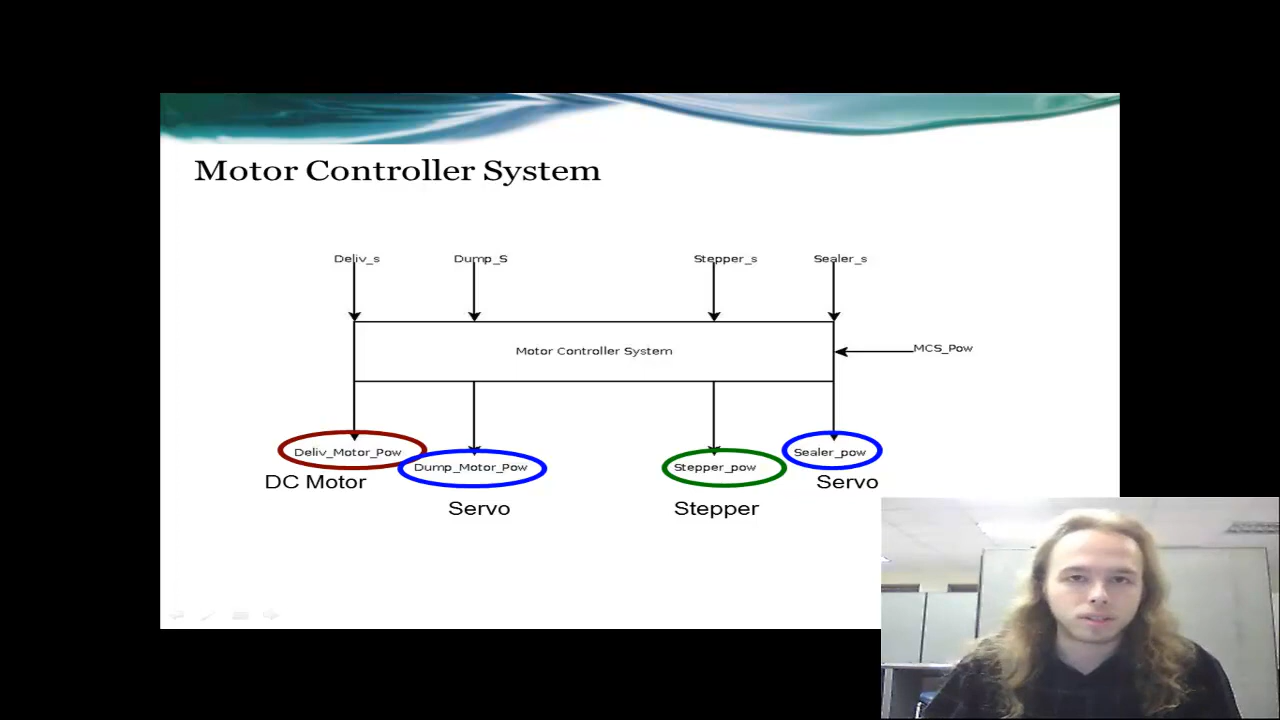 Motor Controller System
Deliv_s
Dump_S
Stepper_s
Sealer_s
Motor Controller System
MCS_Pow
Deliv_Motor_Pow
Dump_Motor_Pow
Stepper_pow
Sealer_pow
DC Motor
Servo
Stepper
Servo